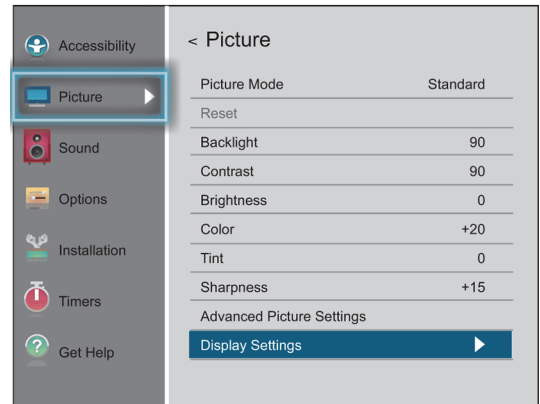 Accessibility
Picture
Sound
Options
Installation
Timers
? Get Help
< Picture
Picture Mode Standard
Reset
Backlight 90
Contrast 90
Brightness 0
Color +20
Tint 0
Sharpness +15
Advanced Picture Settings
Display Settings